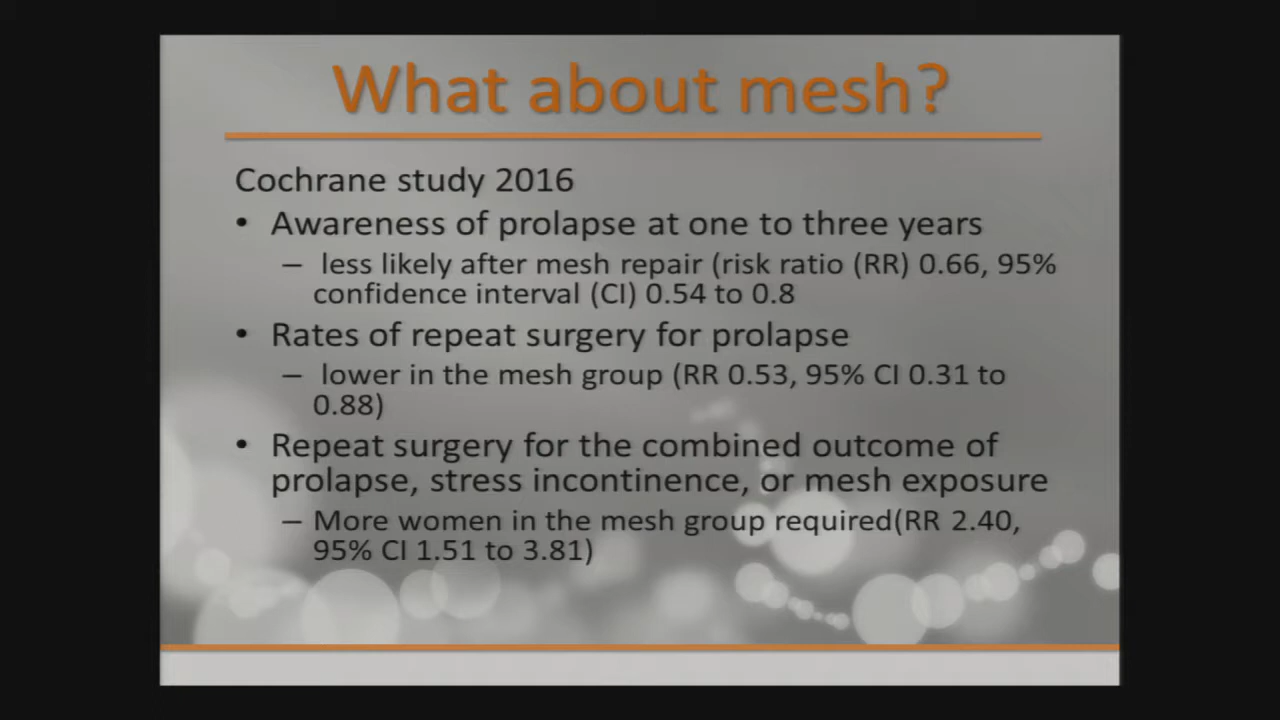 What about mesh?
Cochrane study 2016
• Awareness of prolapse at one to three years
– less likely after mesh repair (risk ratio (RR) 0.66, 95%
confidence interval (CI) 0.54 to 0.8
• Rates of repeat surgery for prolapse
– lower in the mesh group (RR 0.53, 95% CI 0.31 to
0.88)
• Repeat surgery for the combined outcome of
prolapse, stress incontinence, or mesh exposure
– More women in the mesh group required(RR 2.40,
95% CI 1.51 to 3.81)